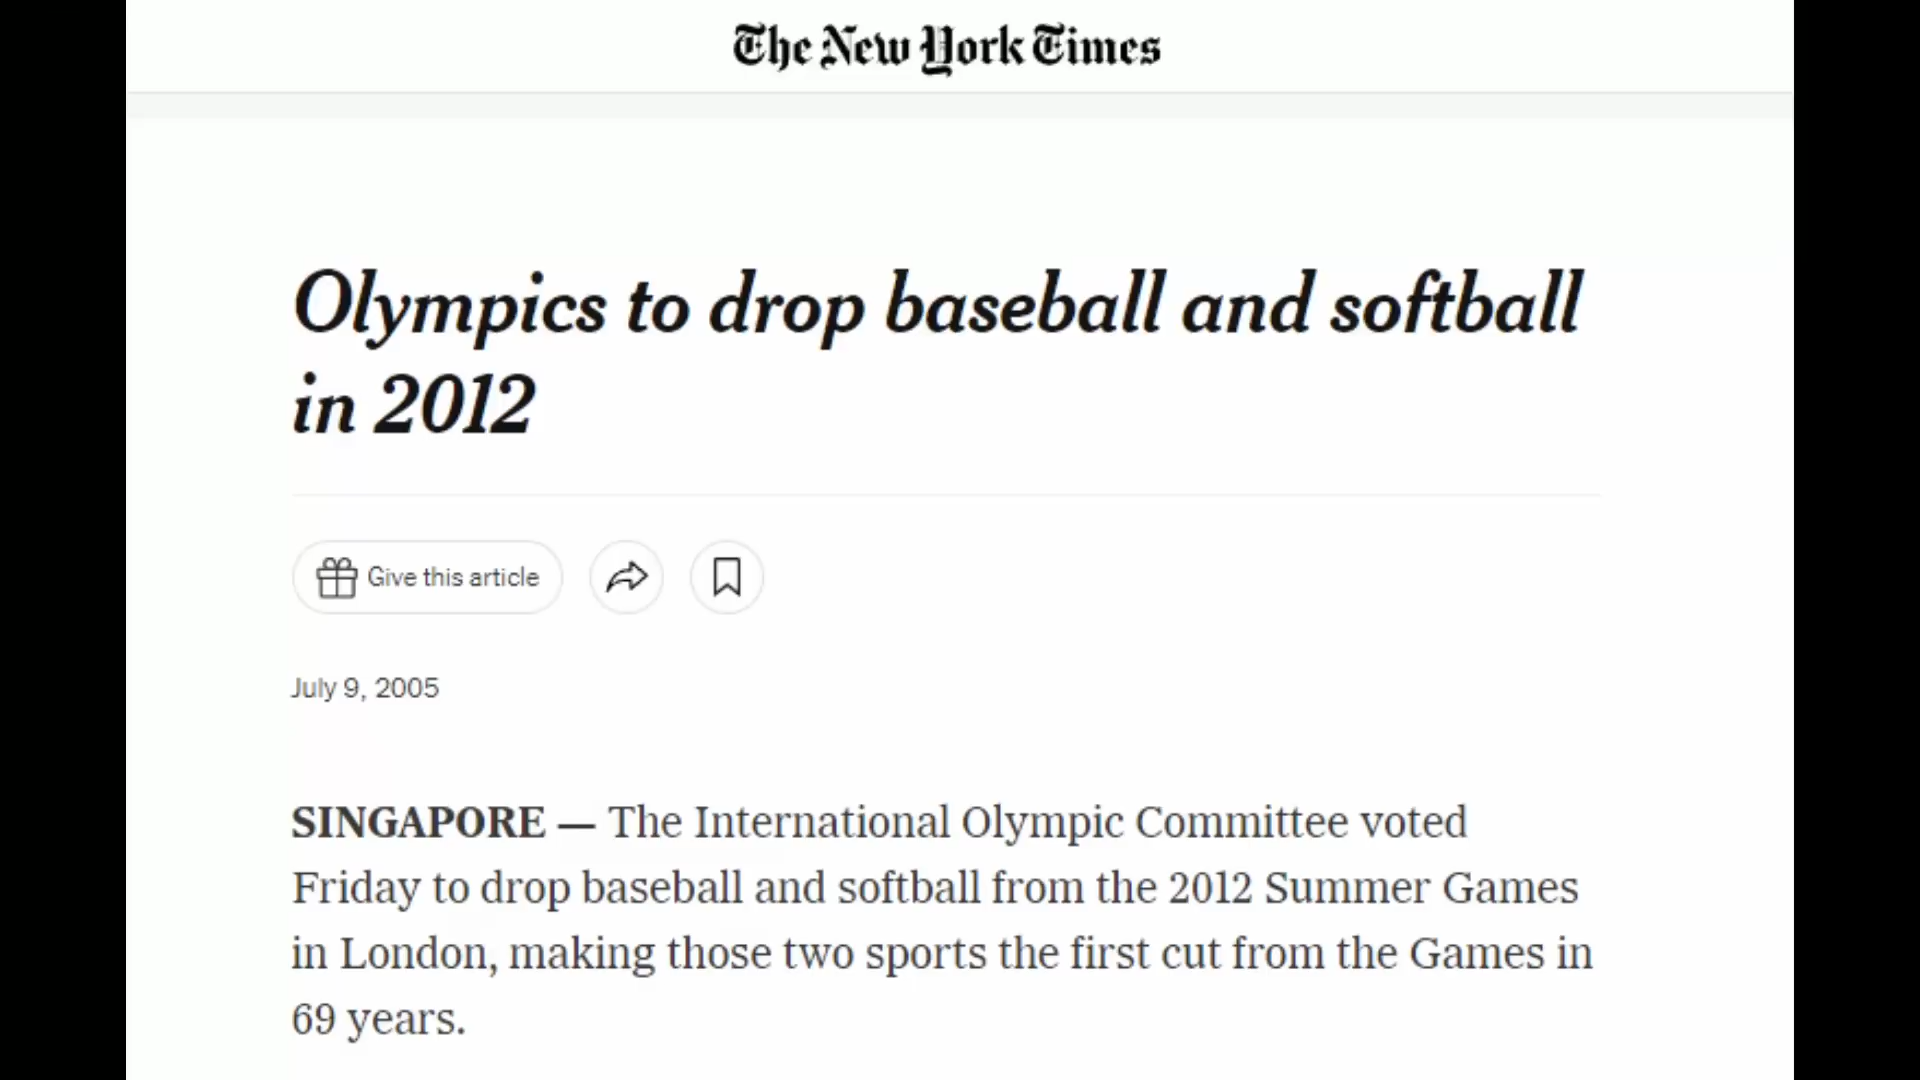 The New York Times
Olympics to drop baseball and softball
in 2012
Give this article
July 9, 2005
SINGAPORE — The International Olympic Committee voted
Friday to drop baseball and softball from the 2012 Summer Games
in London, making those two sports the first cut from the Games in
69 years.